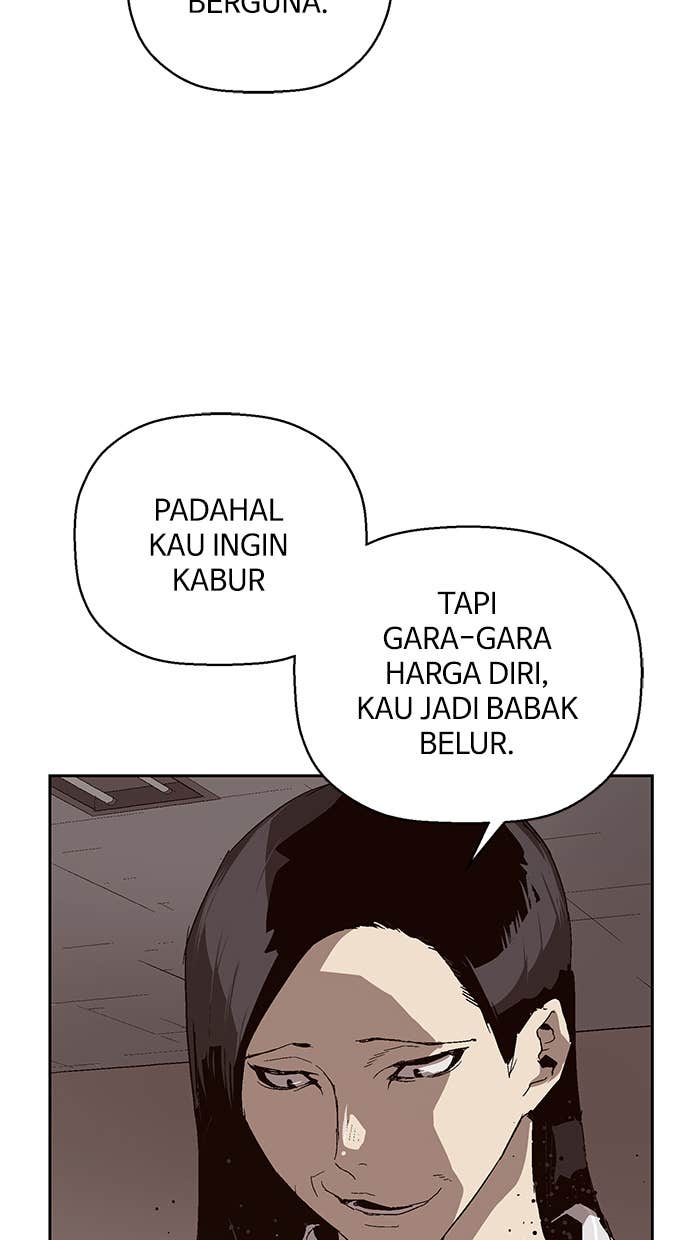 BERGUNA.
PADAHAL
KAU INGIN
KABUR
TAPI
GARA-GARA
HARGA DIRI,
KAU JADI BABAK
BELUR.